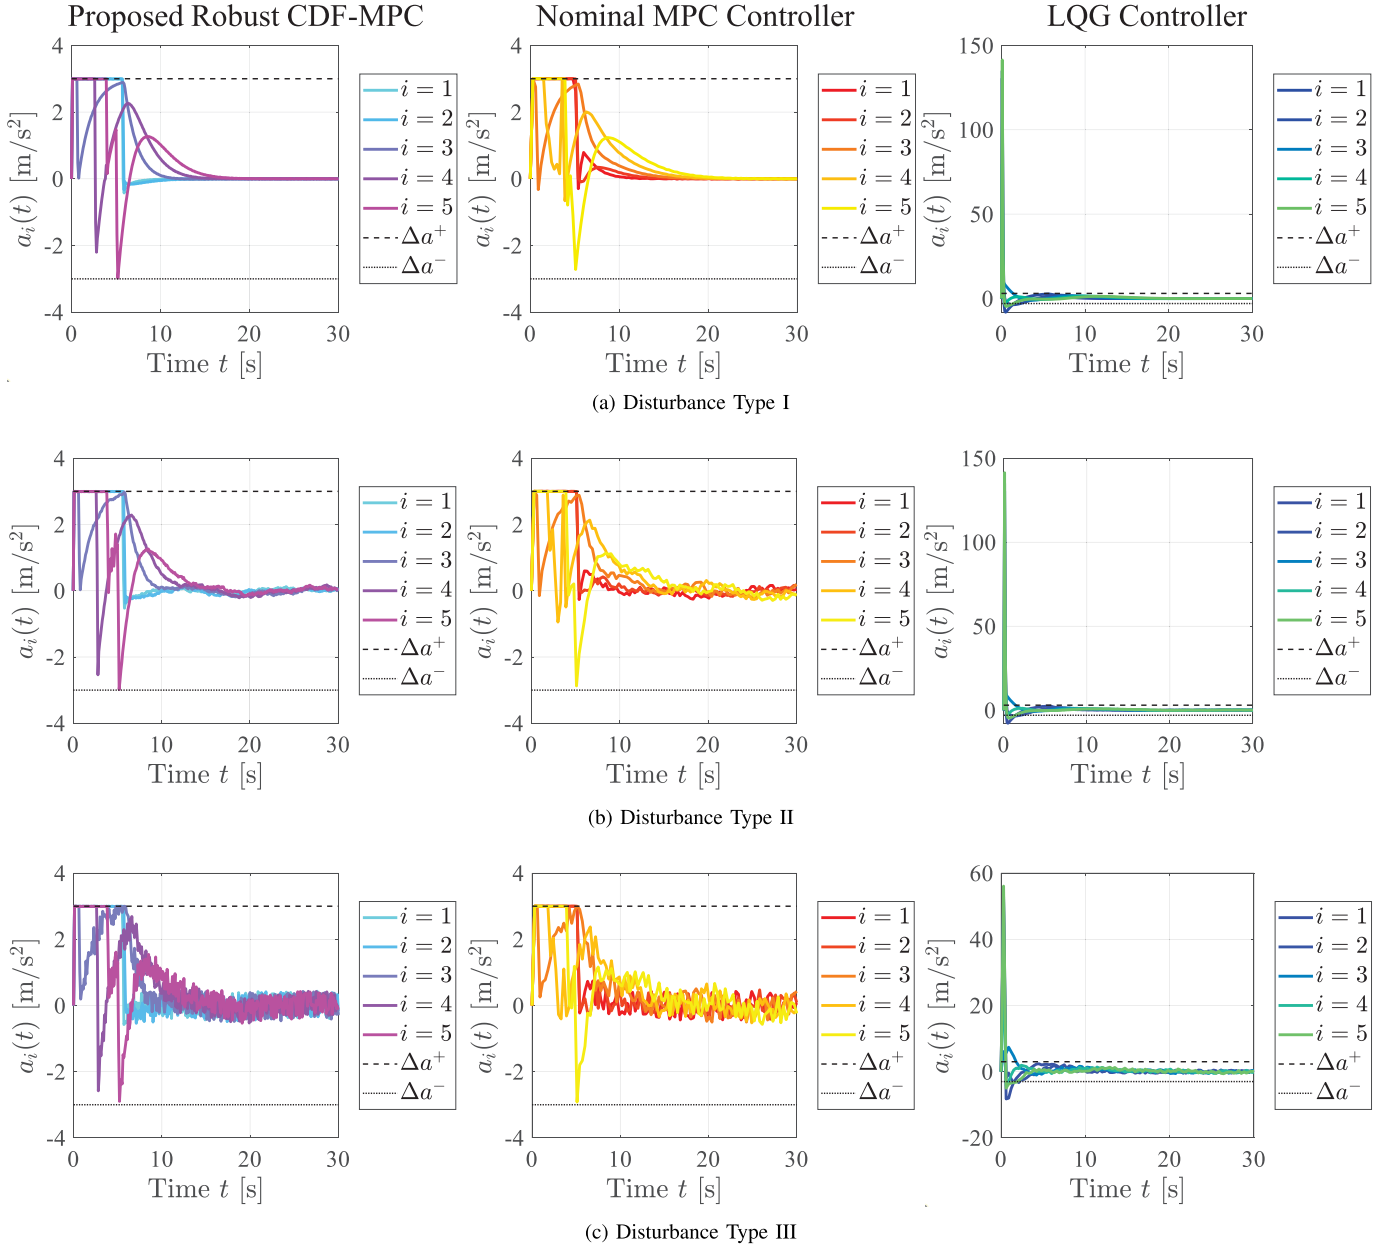 Proposed Robust CDF-MPC
Nominal MPC Controller
LQG Controller
4
2
0
-2
-4
a_i(t) [m/s²]
0 10 20 30
Time t [s]
i = 1
i = 2
i = 3
i = 4
i = 5
Δa⁺
Δa⁻
4
2
0
-2
-4
a_i(t) [m/s²]
0 10 20 30
Time t [s]
i = 1
i = 2
i = 3
i = 4
i = 5
Δa⁺
Δa⁻
150
100
50
0
a_i(t) [m/s²]
0 10 20 30
Time t [s]
i = 1
i = 2
i = 3
i = 4
i = 5
Δa⁺
Δa⁻
(a) Disturbance Type I
4
2
0
-2
-4
a_i(t) [m/s²]
0 10 20 30
Time t [s]
i = 1
i = 2
i = 3
i = 4
i = 5
Δa⁺
Δa⁻
4
2
0
-2
-4
a_i(t) [m/s²]
0 10 20 30
Time t [s]
i = 1
i = 2
i = 3
i = 4
i = 5
Δa⁺
Δa⁻
150
100
50
0
a_i(t) [m/s²]
0 10 20 30
Time t [s]
i = 1
i = 2
i = 3
i = 4
i = 5
Δa⁺
Δa⁻
(b) Disturbance Type II
4
2
0
-2
-4
a_i(t) [m/s²]
0 10 20 30
Time t [s]
i = 1
i = 2
i = 3
i = 4
i = 5
Δa⁺
Δa⁻
4
2
0
-2
-4
a_i(t) [m/s²]
0 10 20 30
Time t [s]
i = 1
i = 2
i = 3
i = 4
i = 5
Δa⁺
Δa⁻
60
40
20
0
-20
a_i(t) [m/s²]
0 10 20 30
Time t [s]
i = 1
i = 2
i = 3
i = 4
i = 5
Δa⁺
Δa⁻
(c) Disturbance Type III